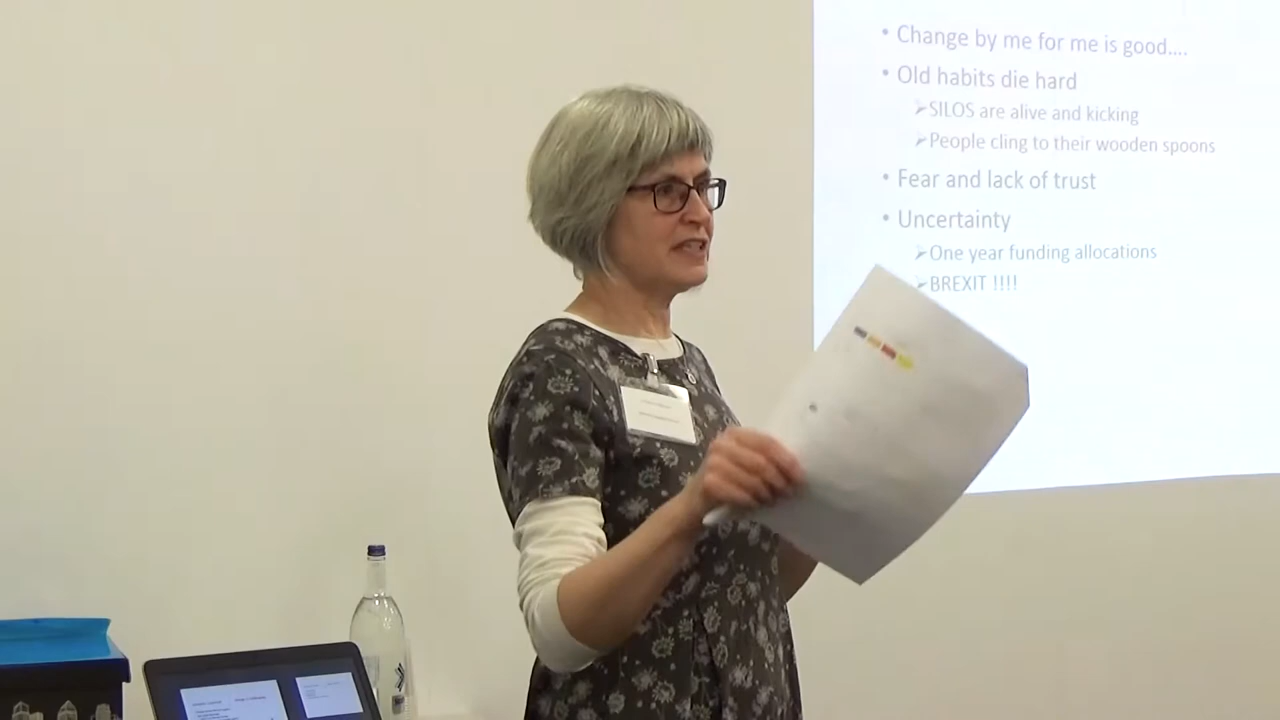 • Change by me for me is good....
• Old habits die hard
➢SILOS are alive and kicking
➢People cling to their wooden spoons
• Fear and lack of trust
• Uncertainty
➢One year funding allocations
➢BREXIT !!!!